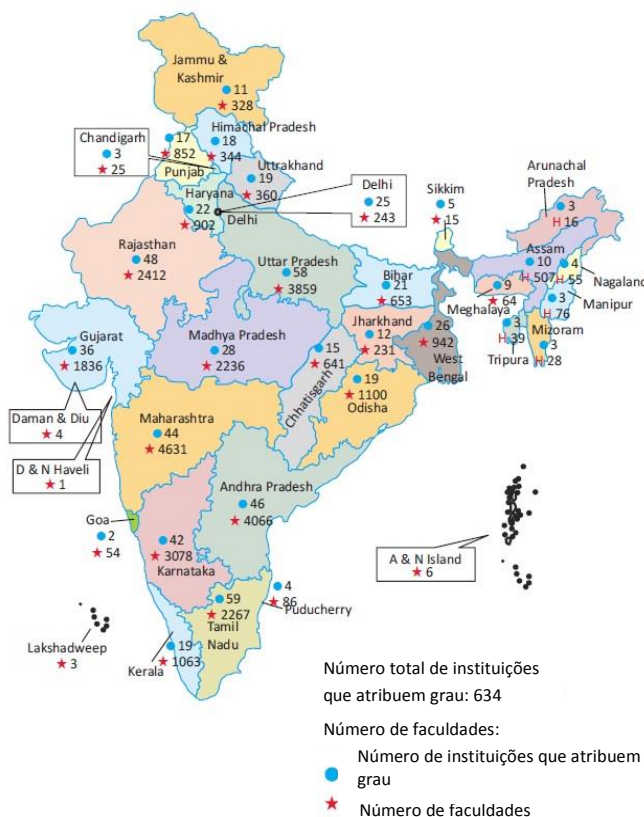 Jammu &
Kashmir
11
328
Himachal Pradesh
18
344
17
852
Punjab
Chandigarh
3
25
Uttrakhand
19
360
Haryana
22
902
Delhi
Delhi
25
243
Sikkim
5
15
Arunachal
Pradesh
3
H 16
Rajasthan
48
2412
Uttar Pradesh
58
3859
Bihar
21
653
Assam
10
H 507
4
H 55
Nagaland
9
64
Meghalaya
3
H 76
Manipur
3
H 39
Tripura
Mizoram
3
H 28
Gujarat
36
1836
Madhya Pradesh
28
2236
Jharkhand
12
231
26
942
West
Bengal
15
641
Chhatisgarh
19
1100
Odisha
Daman & Diu
4
D & N Haveli
1
Maharashtra
44
4631
Andhra Pradesh
46
4066
Goa
2
54
42
3078
Karnataka
A & N Island
6
4
86
Puducherry
59
2267
Tamil
Nadu
Lakshadweep
3
19
1063
Kerala
Número total de instituições
que atribuem grau: 634
Número de faculdades:
Número de instituições que atribuem
grau
Número de faculdades